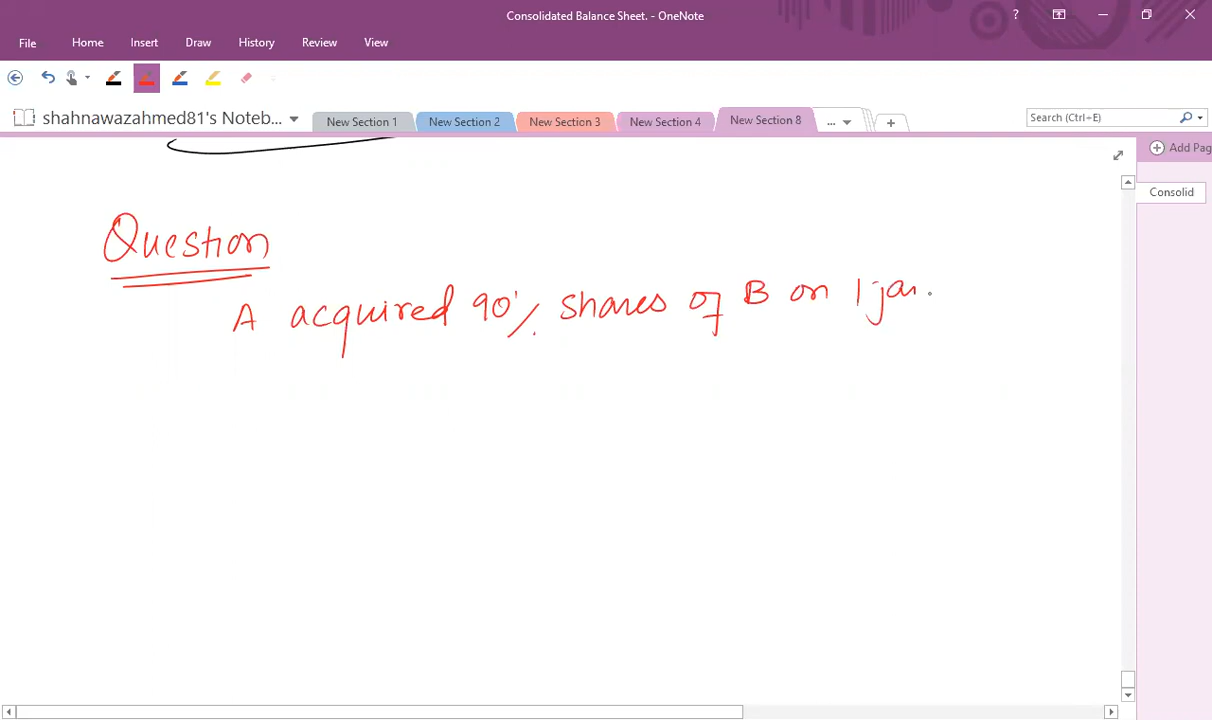 Consolidated Balance Sheet. - OneNote
?
File
Home
Insert
Draw
History
Review
View
shahnawazahmed81's Noteb...
New Section 1
New Section 2
New Section 3
New Section 4
New Section 8
...
Search (Ctrl+E)
Add Pag
Consolid
Question
A acquired 90% shares of B on 1 jan.